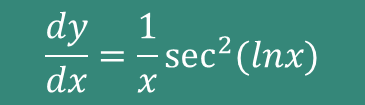 dy/dx = 1/x sec²(lnx)